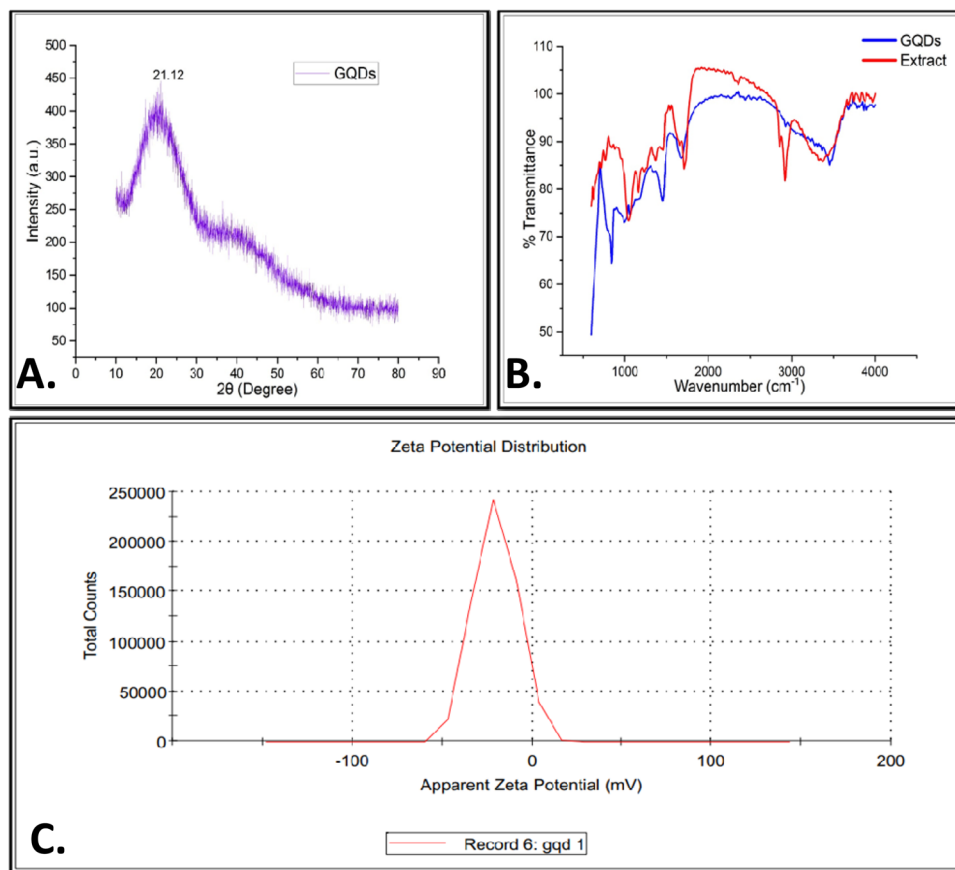 500
450
400
350
300
250
200
150
100
50
Intensity (a.u.)
21.12
GQDs
0 10 20 30 40 50 60 70 80 90
2θ (Degree)
A.
110
100
90
80
70
60
50
% Transmittance
GQDs
Extract
1000 2000 3000 4000
Wavenumber (cm⁻¹)
B.
Zeta Potential Distribution
250000
200000
150000
100000
50000
0
Total Counts
-100 0 100 200
Apparent Zeta Potential (mV)
Record 6: gqd 1
C.